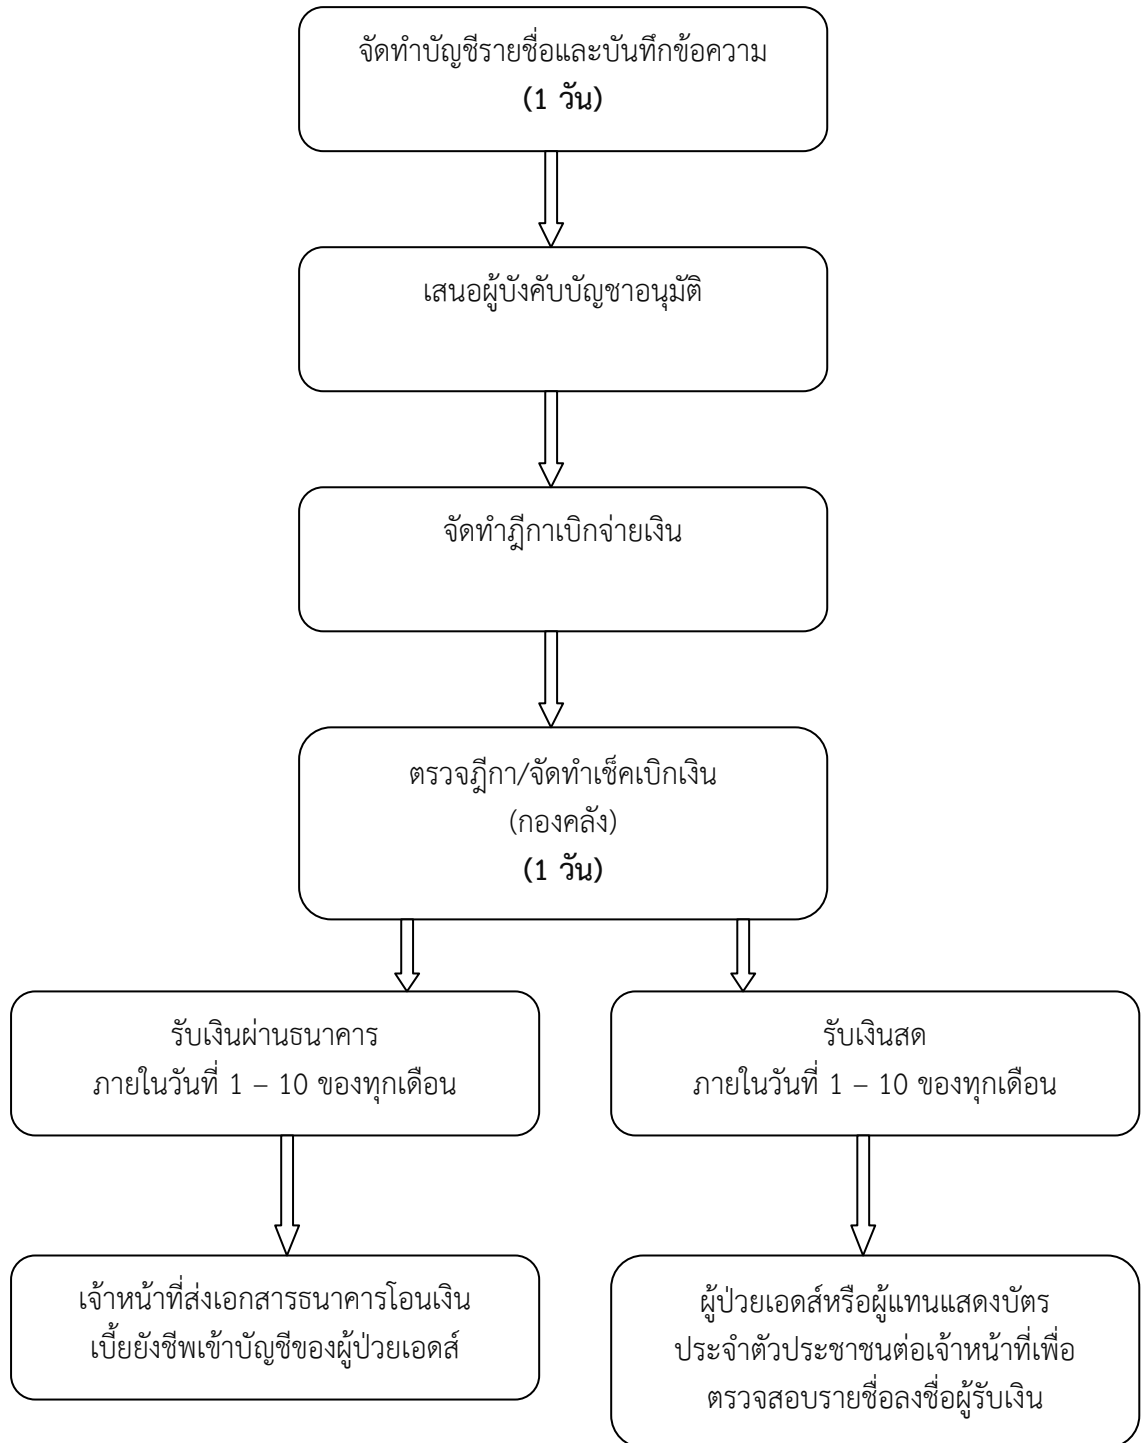 จัดทำบัญชีรายชื่อและบันทึกข้อความ
(1 วัน)
เสนอผู้บังคับบัญชาอนุมัติ
จัดทำฎีกาเบิกจ่ายเงิน
ตรวจฎีกา/จัดทำเช็คเบิกเงิน
(กองคลัง)
(1 วัน)
รับเงินผ่านธนาคาร
ภายในวันที่ 1 – 10 ของทุกเดือน
รับเงินสด
ภายในวันที่ 1 – 10 ของทุกเดือน
เจ้าหน้าที่ส่งเอกสารธนาคารโอนเงิน
เบี้ยยังชีพเข้าบัญชีของผู้ป่วยเอดส์
ผู้ป่วยเอดส์หรือผู้แทนแสดงบัตร
ประจำตัวประชาชนต่อเจ้าหน้าที่เพื่อ
ตรวจสอบรายชื่อลงชื่อผู้รับเงิน